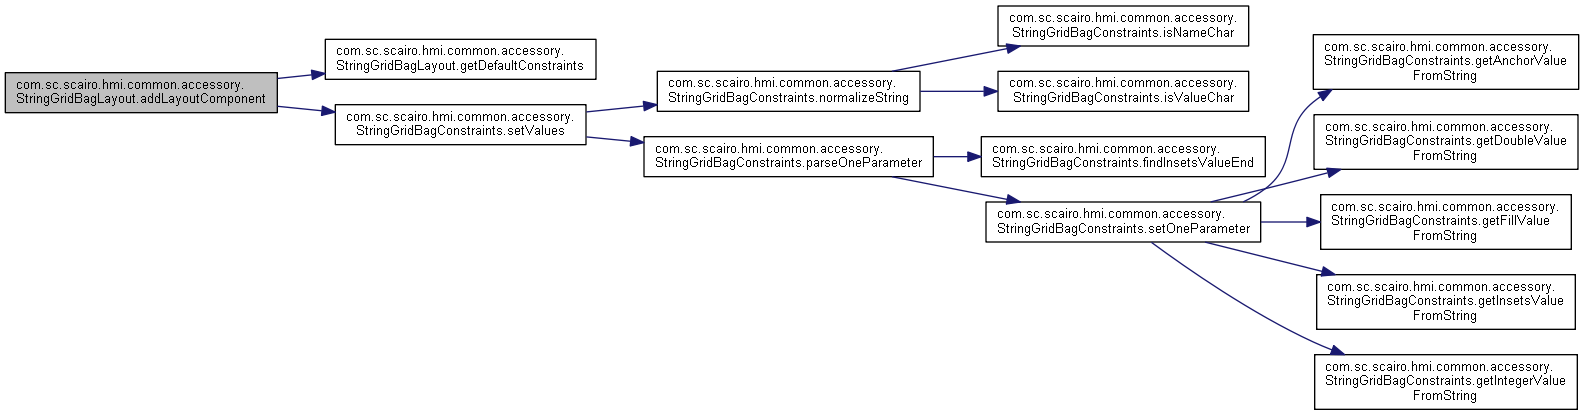 com.sc.scairo.hmi.common.accessory.
StringGridBagLayout.addLayoutComponent
com.sc.scairo.hmi.common.accessory.
StringGridBagLayout.getDefaultConstraints
com.sc.scairo.hmi.common.accessory.
StringGridBagConstraints.setValues
com.sc.scairo.hmi.common.accessory.
StringGridBagConstraints.normalizeString
com.sc.scairo.hmi.common.accessory.
StringGridBagConstraints.parseOneParameter
com.sc.scairo.hmi.common.accessory.
StringGridBagConstraints.isNameChar
com.sc.scairo.hmi.common.accessory.
StringGridBagConstraints.isValueChar
com.sc.scairo.hmi.common.accessory.
StringGridBagConstraints.findInsetsValueEnd
com.sc.scairo.hmi.common.accessory.
StringGridBagConstraints.setOneParameter
com.sc.scairo.hmi.common.accessory.
StringGridBagConstraints.getAnchorValue
FromString
com.sc.scairo.hmi.common.accessory.
StringGridBagConstraints.getDoubleValue
FromString
com.sc.scairo.hmi.common.accessory.
StringGridBagConstraints.getFillValue
FromString
com.sc.scairo.hmi.common.accessory.
StringGridBagConstraints.getInsetsValue
FromString
com.sc.scairo.hmi.common.accessory.
StringGridBagConstraints.getIntegerValue
FromString